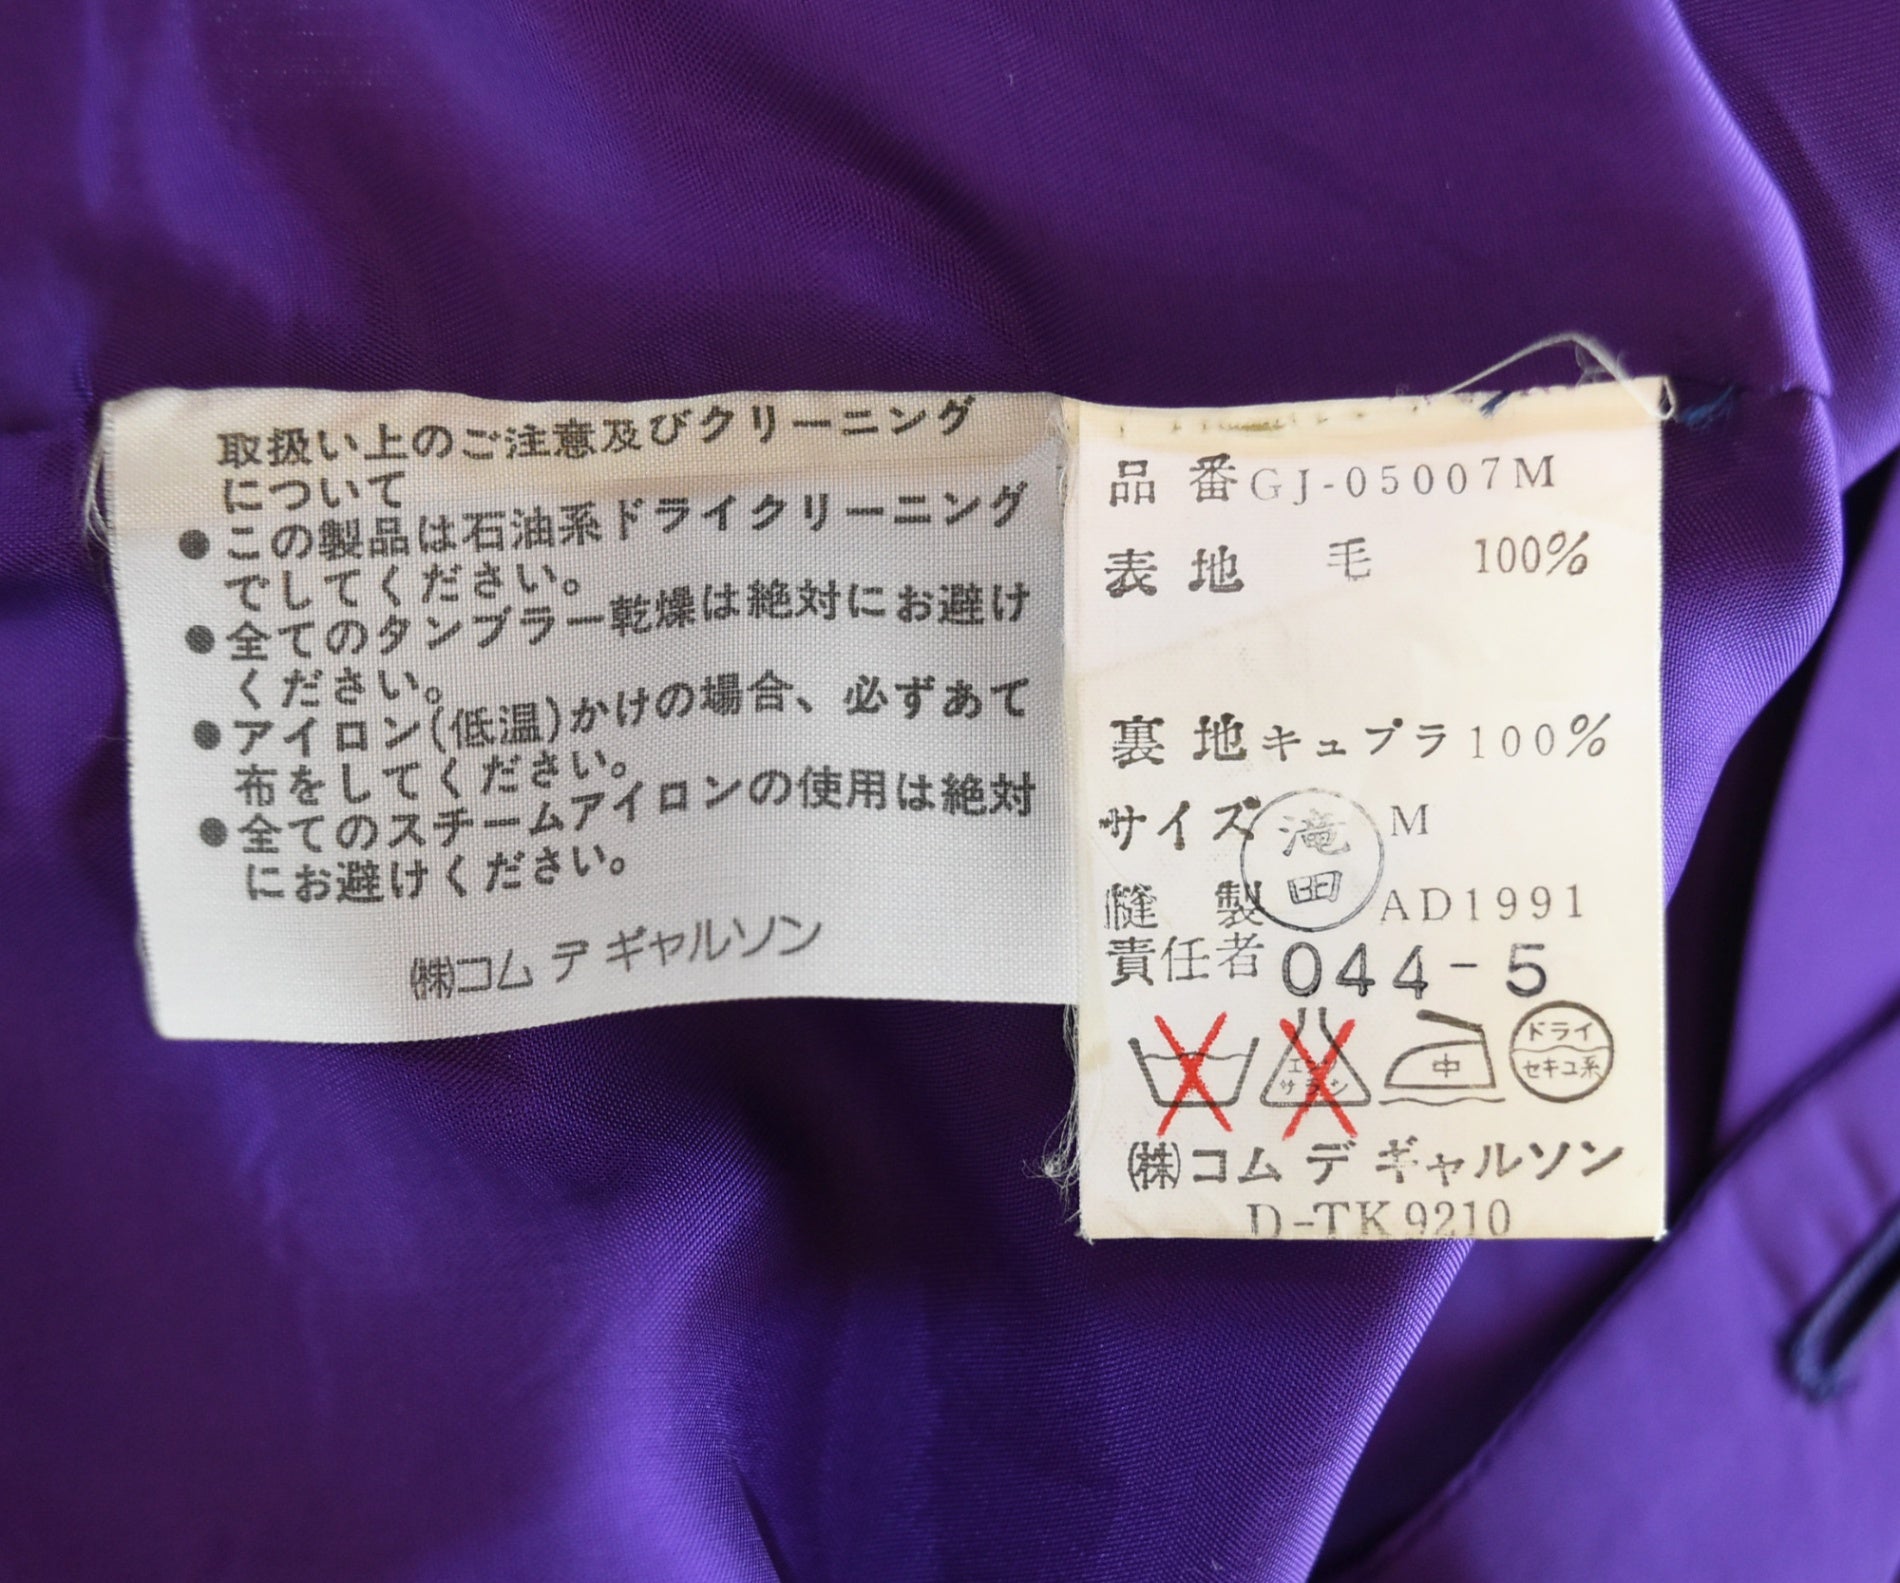 取扱い上のご注意及びクリーニング
について
●この製品は石油系ドライクリーニング
でしてください。
●全てのタンブラー乾燥は絶対にお避け
ください。
●アイロン(低温)かけの場合、必ずあて
布をしてください。
●全てのスチームアイロンの使用は絶対
にお避けください。
㈱コム デ ギャルソン
品 番 GJ-05007M
表 地 毛 100%
裏 地 キュプラ 100%
サイズ M
滝田
縫 製 AD1991
責任者 044-5
エンソサラシ
中
ドライ
セキユ系
㈱コム デ ギャルソン
D-TK9210